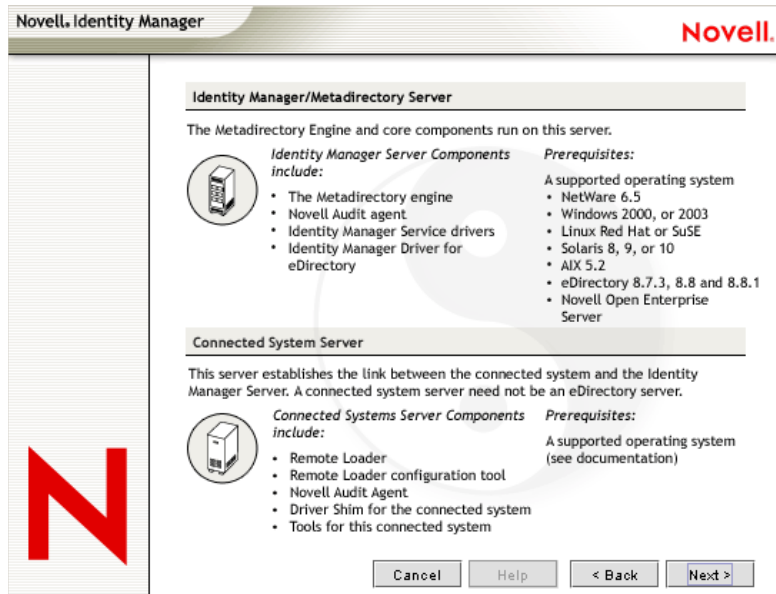 Novell® Identity Manager
Novell®
Identity Manager/Metadirectory Server
The Metadirectory Engine and core components run on this server.
Identity Manager Server Components
include:
• The Metadirectory engine
• Novell Audit agent
• Identity Manager Service drivers
• Identity Manager Driver for
eDirectory
Prerequisites:
A supported operating system
• NetWare 6.5
• Windows 2000, or 2003
• Linux Red Hat or SuSE
• Solaris 8, 9, or 10
• AIX 5.2
• eDirectory 8.7.3, 8.8 and 8.8.1
• Novell Open Enterprise
Server
Connected System Server
This server establishes the link between the connected system and the Identity
Manager Server. A connected system server need not be an eDirectory server.
Connected Systems Server Components
include:
• Remote Loader
• Remote Loader configuration tool
• Novell Audit Agent
• Driver Shim for the connected system
• Tools for this connected system
Prerequisites:
A supported operating system
(see documentation)
N
Cancel
Help
< Back
Next >